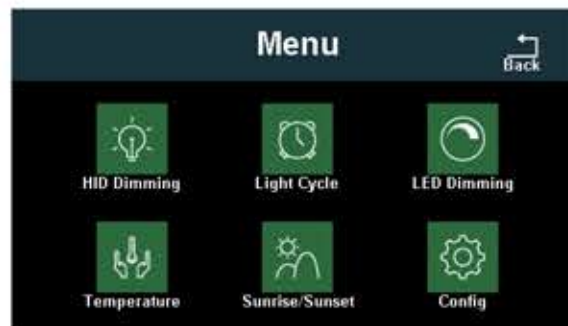 Menu
Back
HID Dimming
Light Cycle
LED Dimming
Temperature
Sunrise/Sunset
Config